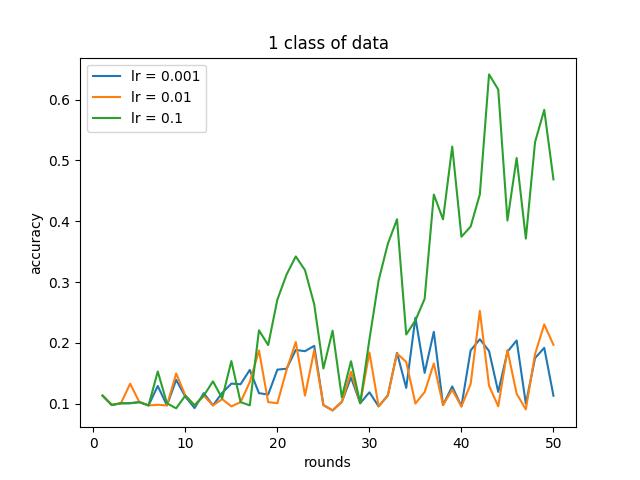 1 class of data
lr = 0.001
lr = 0.01
lr = 0.1
accuracy
0.6
0.5
0.4
0.3
0.2
0.1
0 10 20 30 40 50
rounds